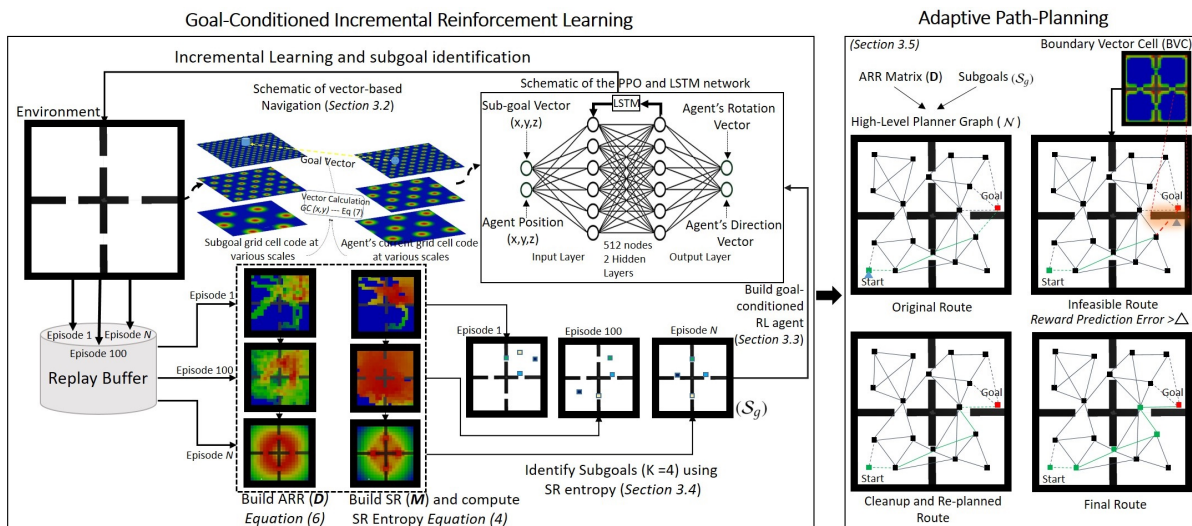 Goal-Conditioned Incremental Reinforcement Learning
Adaptive Path-Planning
Incremental Learning and subgoal identification
Schematic of vector-based
Navigation (Section 3.2)
Environment
Goal Vector
Vector Calculation
GC (x,y) --- Eq (7)
Subgoal grid cell code at
various scales
Agent's current grid cell code
at various scales
Schematic of the PPO and LSTM network
Sub-goal Vector
(x,y,z)
LSTM
Agent's Rotation
Vector
Agent Position
(x,y,z)
Agent's Direction
Vector
Input Layer
512 nodes
2 Hidden
Layers
Output Layer
Episode 1
Episode N
Episode 100
Replay Buffer
Episode 1
Episode 100
Episode N
Build ARR (D)
Equation (6)
Build SR (M) and compute
SR Entropy Equation (4)
Episode 1
Episode 100
Episode N
(𝒮g)
Identify Subgoals (K =4) using
SR entropy (Section 3.4)
Build goal-
conditioned
RL agent
(Section 3.3)
(Section 3.5)
Boundary Vector Cell (BVC)
ARR Matrix (D)
Subgoals (𝒮g)
High-Level Planner Graph (N)
Goal
Start
Original Route
Goal
Start
Infeasible Route
Reward Prediction Error >△
Goal
Start
Cleanup and Re-planned
Route
Goal
Start
Final Route